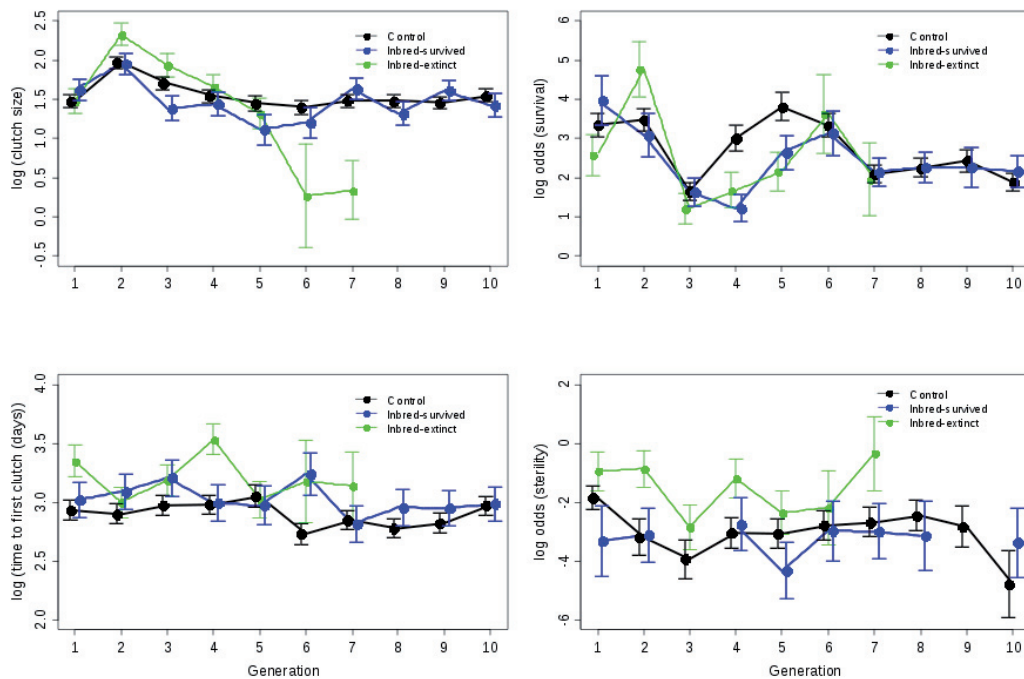 log (clutch size)
2.5
2.0
1.5
1.0
0.5
0.0
-0.5
Control
Inbred-survived
Inbred-extinct
1 2 3 4 5 6 7 8 9 10
log odds (survival)
6
5
4
3
2
1
0
Control
Inbred-survived
Inbred-extinct
1 2 3 4 5 6 7 8 9 10
log (time to first clutch (days))
4.0
3.5
3.0
2.5
2.0
Control
Inbred-survived
Inbred-extinct
1 2 3 4 5 6 7 8 9 10
Generation
log odds (sterility)
2
0
-2
-4
-6
Control
Inbred-survived
Inbred-extinct
1 2 3 4 5 6 7 8 9 10
Generation